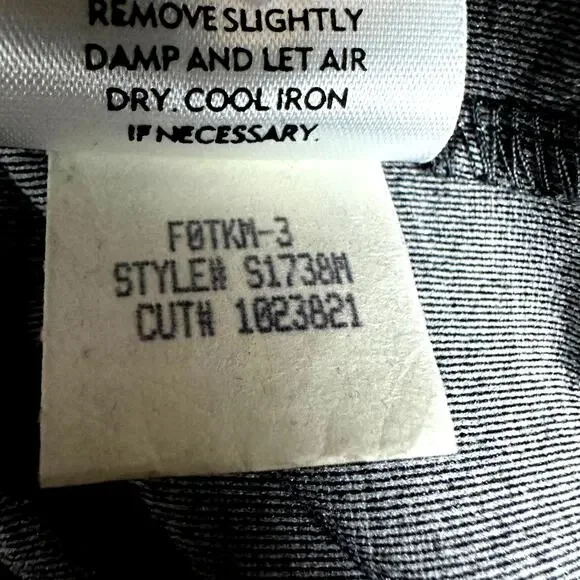 REMOVE SLIGHTLY
DAMP AND LET AIR
DRY. COOL IRON
IF NECESSARY.
F0TKM-3
STYLE# S1738M
CUT# 1023821